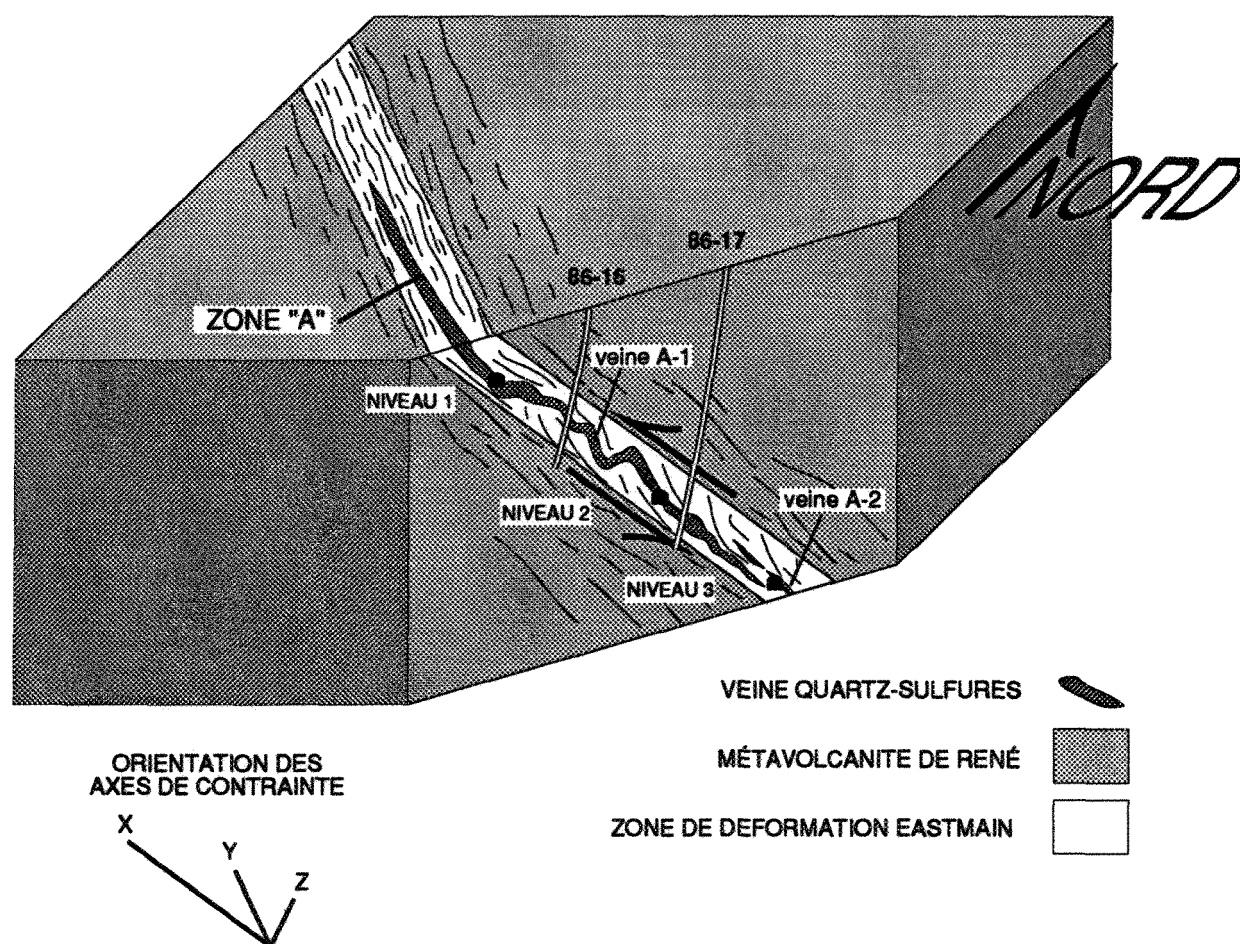 NORD
86-17
86-16
ZONE "A"
veine A-1
NIVEAU 1
veine A-2
NIVEAU 2
NIVEAU 3
VEINE QUARTZ-SULFURES
MÉTAVOLCANITE DE RENÉ
ZONE DE DEFORMATION EASTMAIN
ORIENTATION DES
AXES DE CONTRAINTE
X
Y
Z